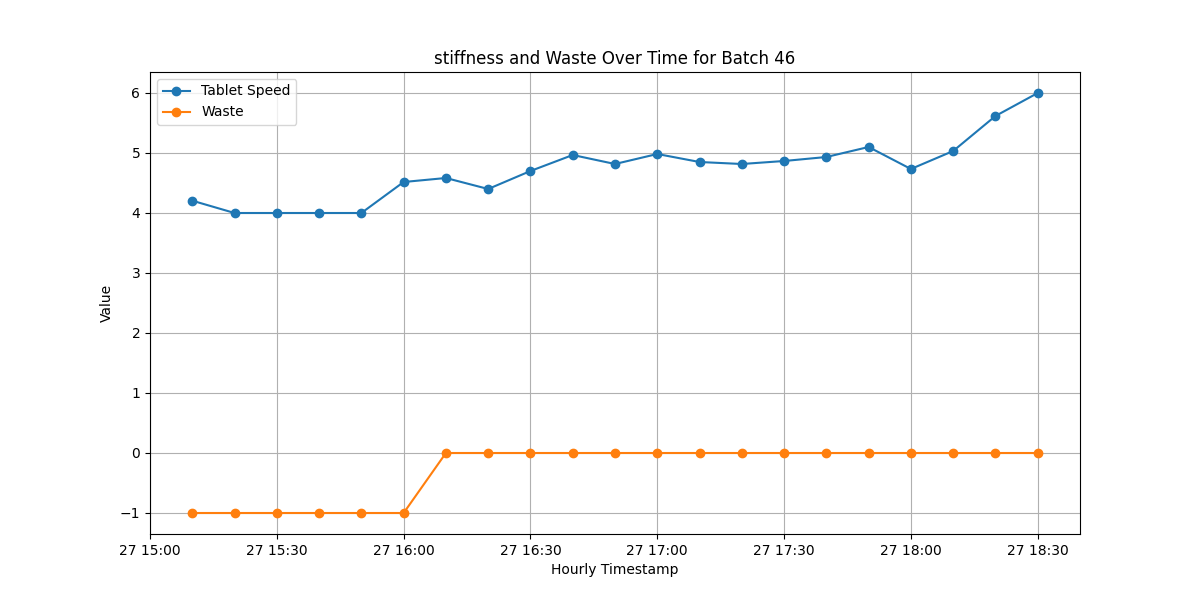 stiffness and Waste Over Time for Batch 46
Tablet Speed
Waste
6
5
4
3
2
1
0
−1
Value
27 15:00 27 15:30 27 16:00 27 16:30 27 17:00 27 17:30 27 18:00 27 18:30
Hourly Timestamp